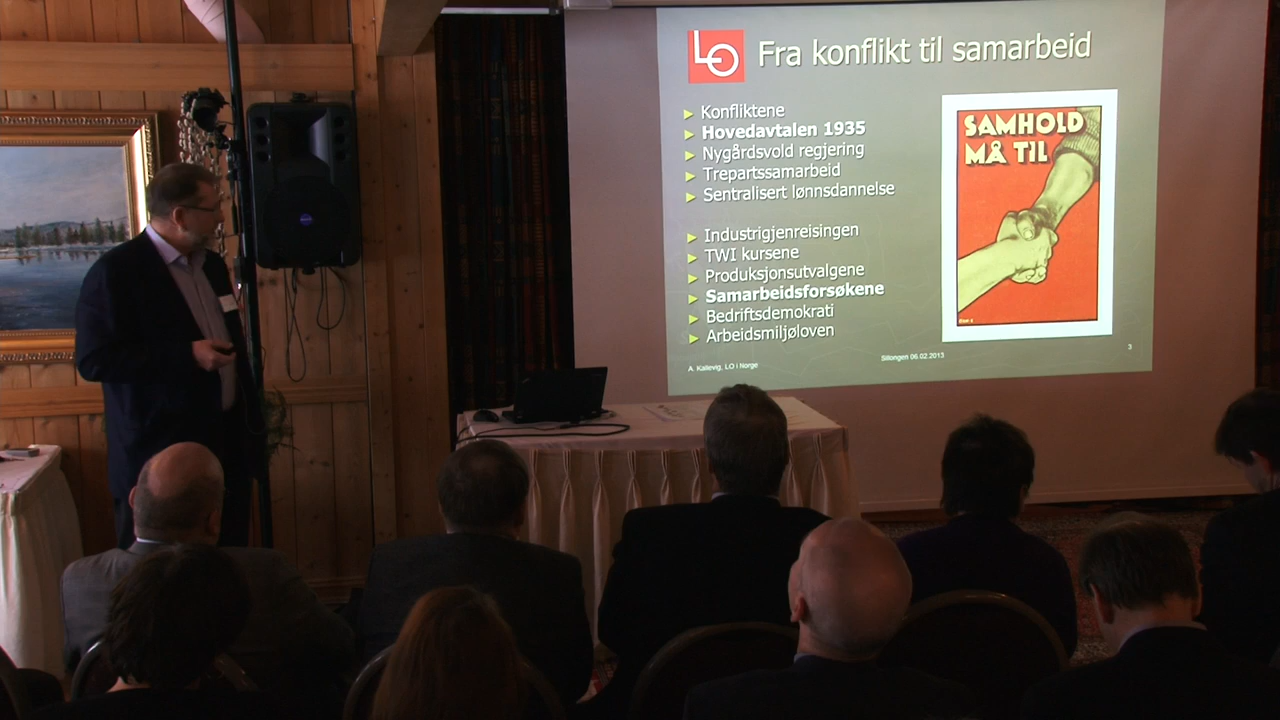 LO
Fra konflikt til samarbeid
Konfliktene
Hovedavtalen 1935
Nygårdsvold regjering
Trepartssamarbeid
Sentralisert lønnsdannelse
Industrigjenreisingen
TWI kursene
Produksjonsutvalgene
Samarbeidsforsøkene
Bedriftsdemokrati
Arbeidsmiljøloven
SAMHOLD
MÅ TIL
A. Kallevig, LO i Norge
Sillongen 06.02.2013
3